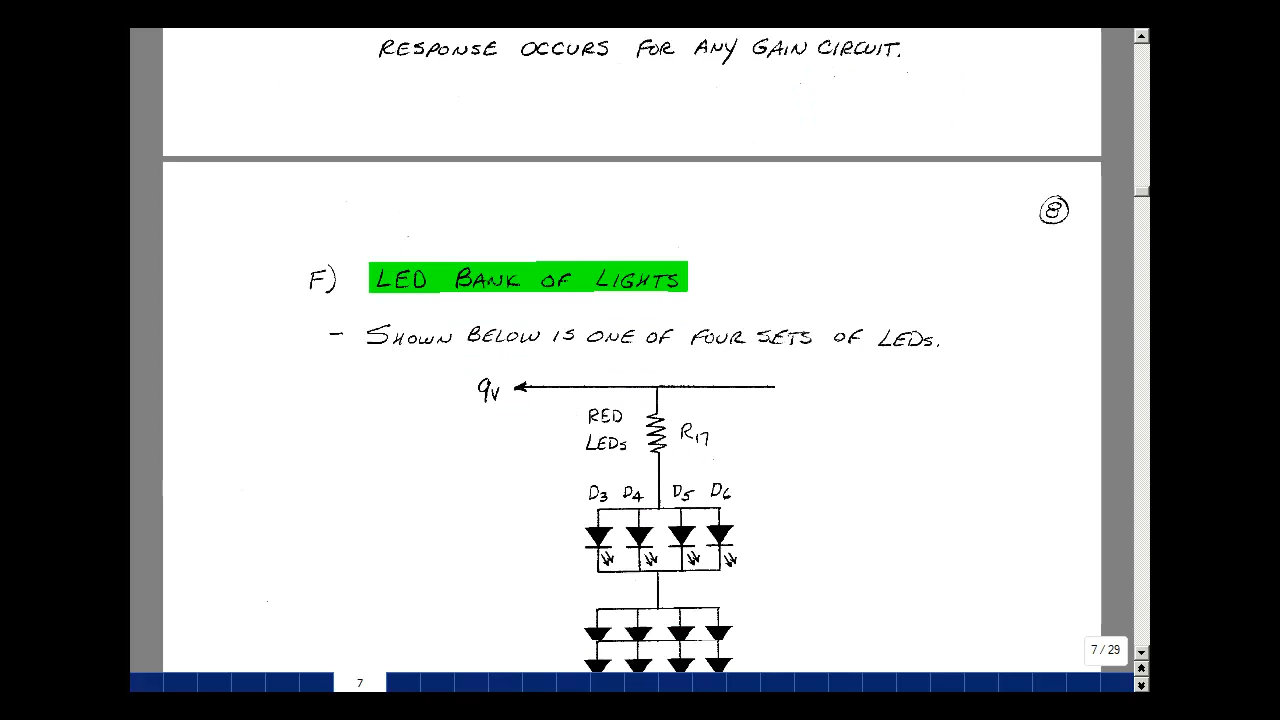 RESPONSE OCCURS FOR ANY GAIN CIRCUIT.
8
F) LED BANK OF LIGHTS
- SHOWN BELOW IS ONE OF FOUR SETS OF LEDs.
9V
RED
LEDs
R17
D3 D4 D5 D6
7 / 29
7